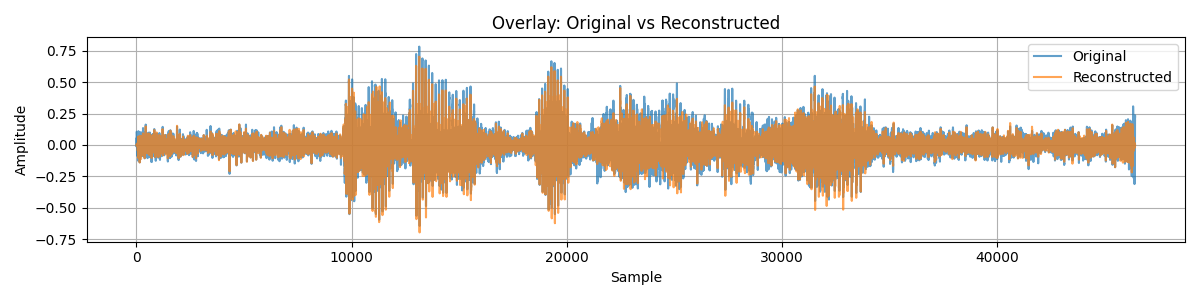 Overlay: Original vs Reconstructed
Amplitude
0.75
0.50
0.25
0.00
−0.25
−0.50
−0.75
Original
Reconstructed
0 10000 20000 30000 40000
Sample